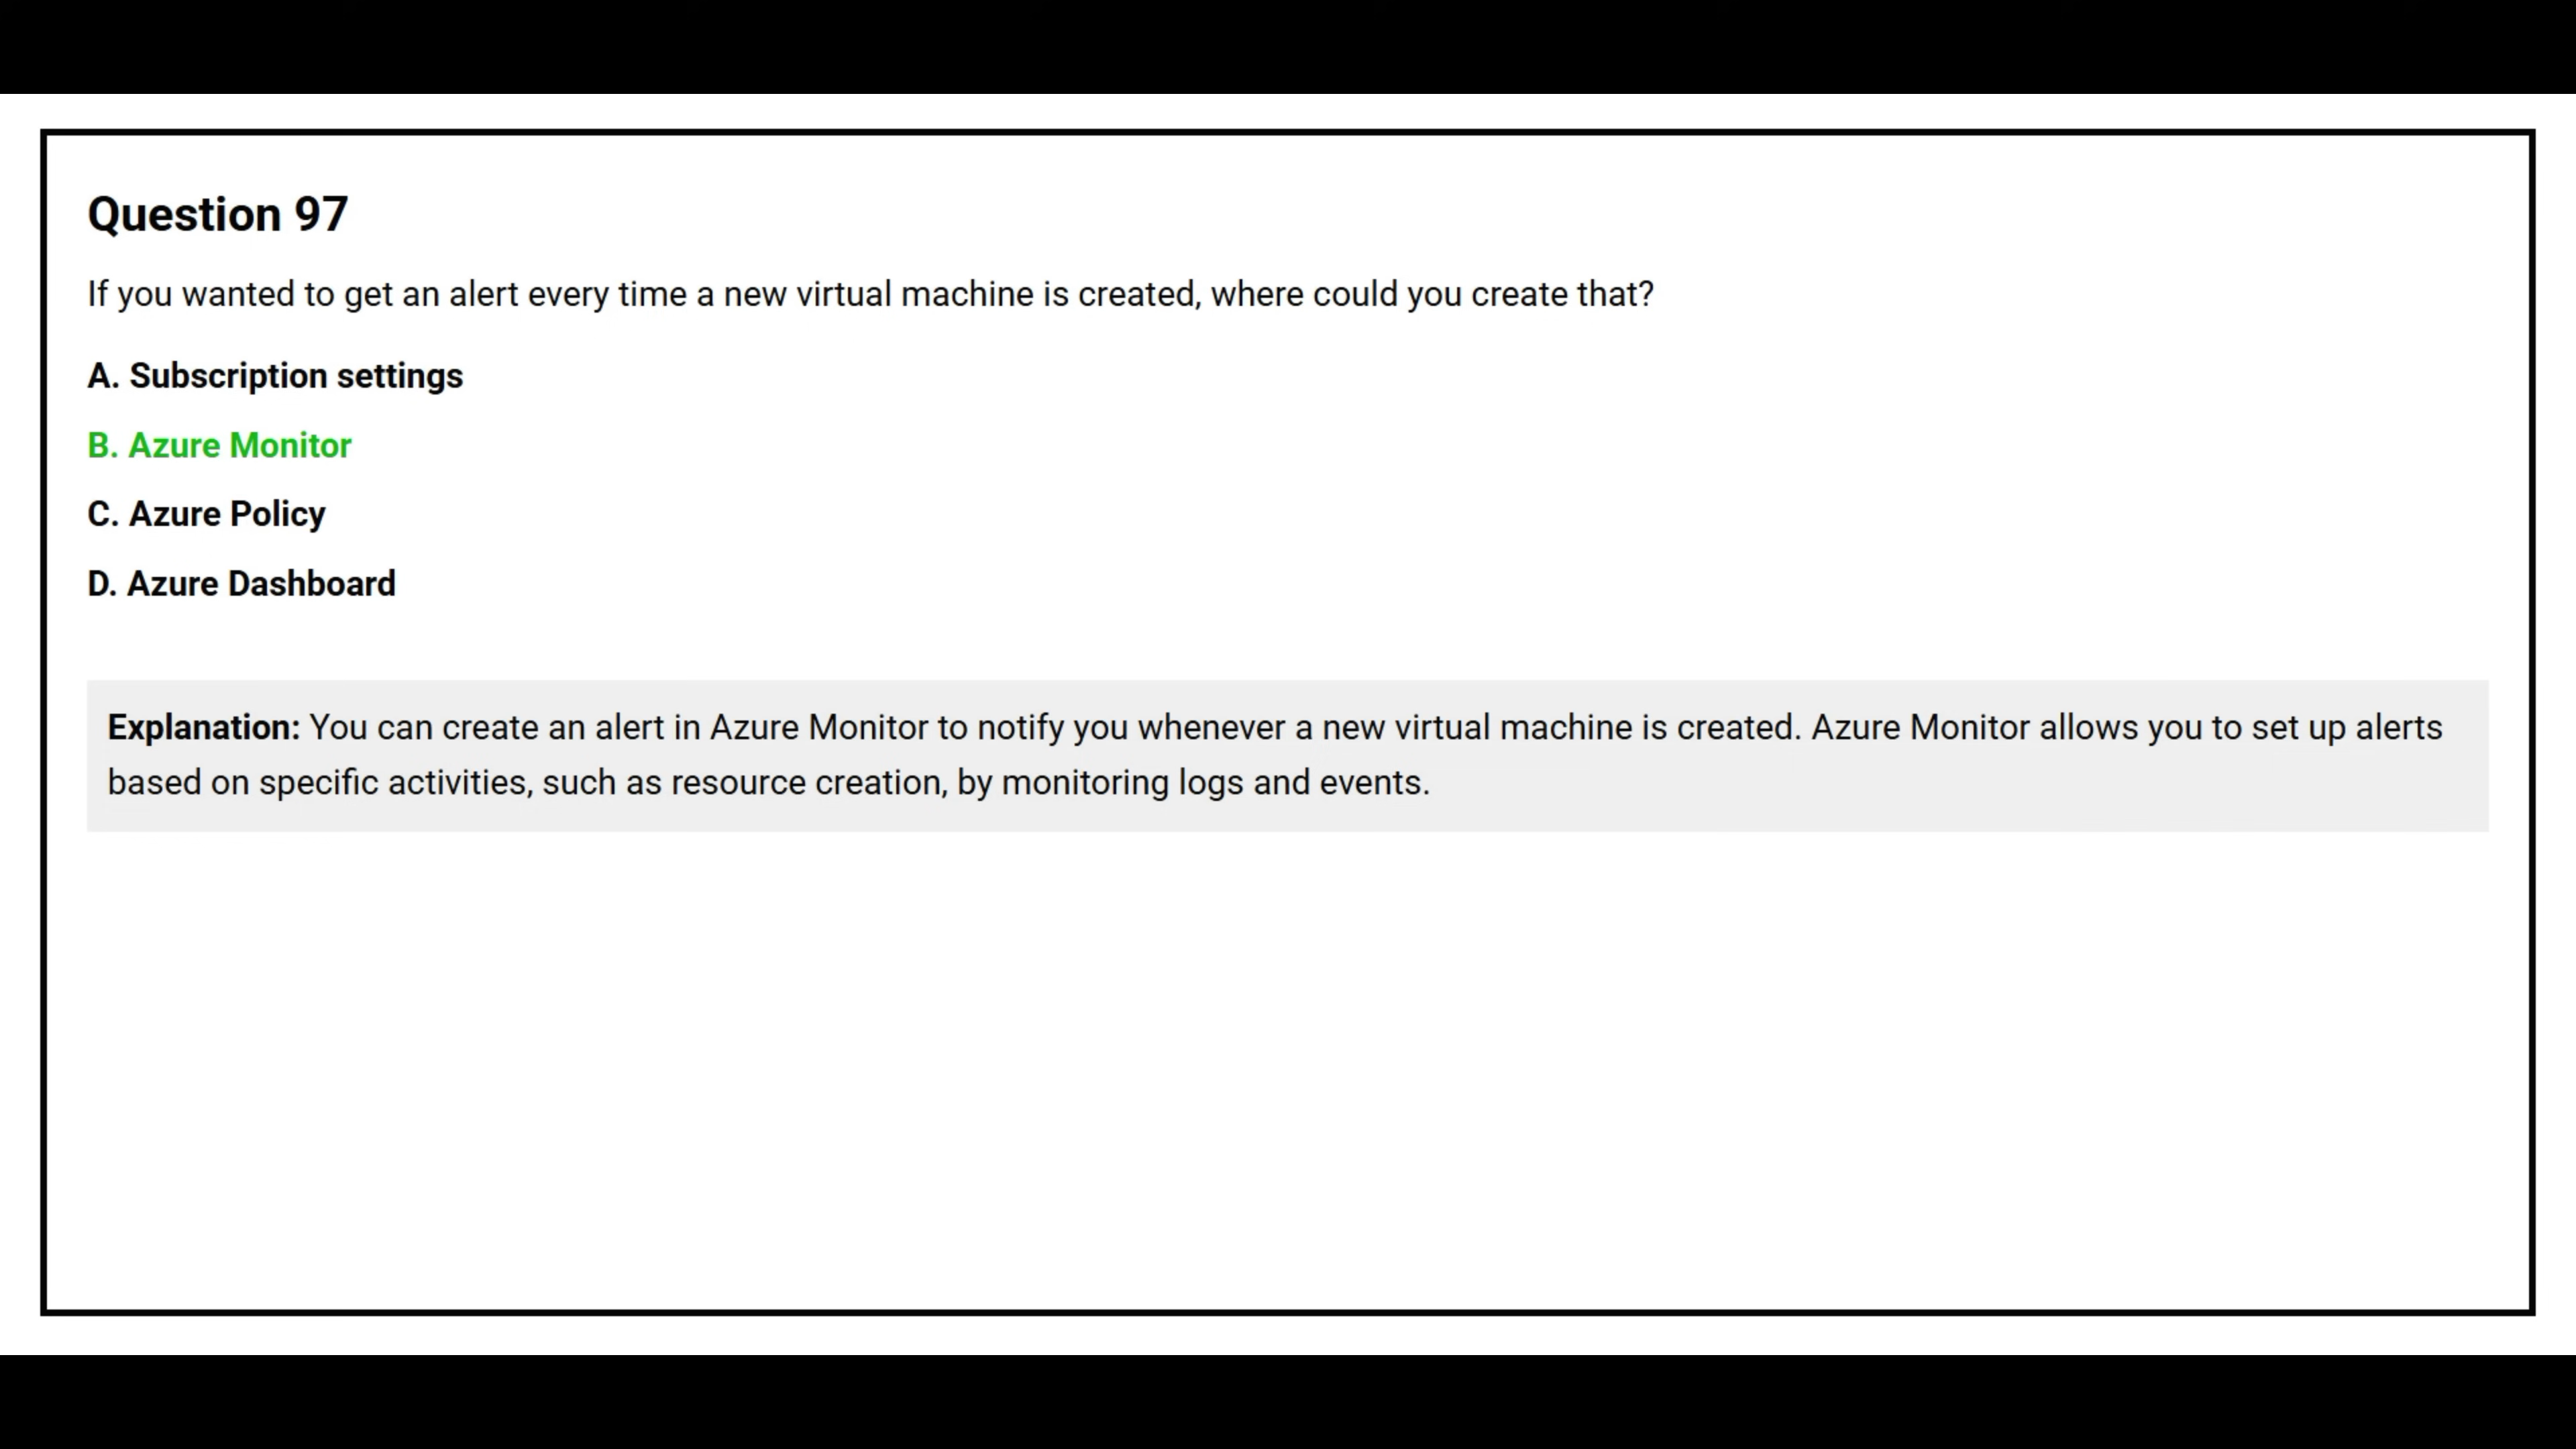 Question 97
If you wanted to get an alert every time a new virtual machine is created, where could you create that?
A. Subscription settings
B. Azure Monitor
C. Azure Policy
D. Azure Dashboard
Explanation: You can create an alert in Azure Monitor to notify you whenever a new virtual machine is created. Azure Monitor allows you to set up alerts
based on specific activities, such as resource creation, by monitoring logs and events.